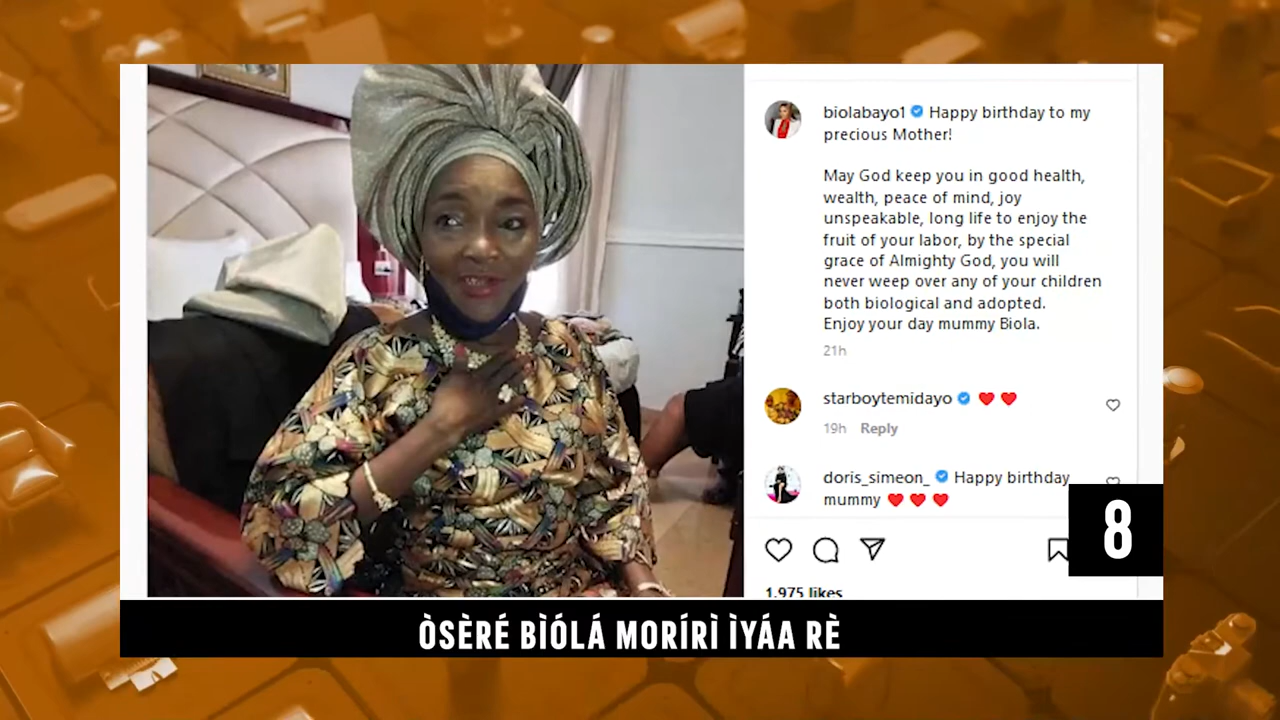 biolabayo1 Happy birthday to my
precious Mother!
May God keep you in good health,
wealth, peace of mind, joy
unspeakable, long life to enjoy the
fruit of your labor, by the special
grace of Almighty God, you will
never weep over any of your children
both biological and adopted.
Enjoy your day mummy Biola.
21h
starboytemidayo ❤️ ❤️
19h Reply
doris_simeon_ Happy birthday
mummy ❤️ ❤️ ❤️
1,975 likes
8
ÒSÈRÉ BÌÓLÁ MORÍRÌ ÌYÁA RÈ